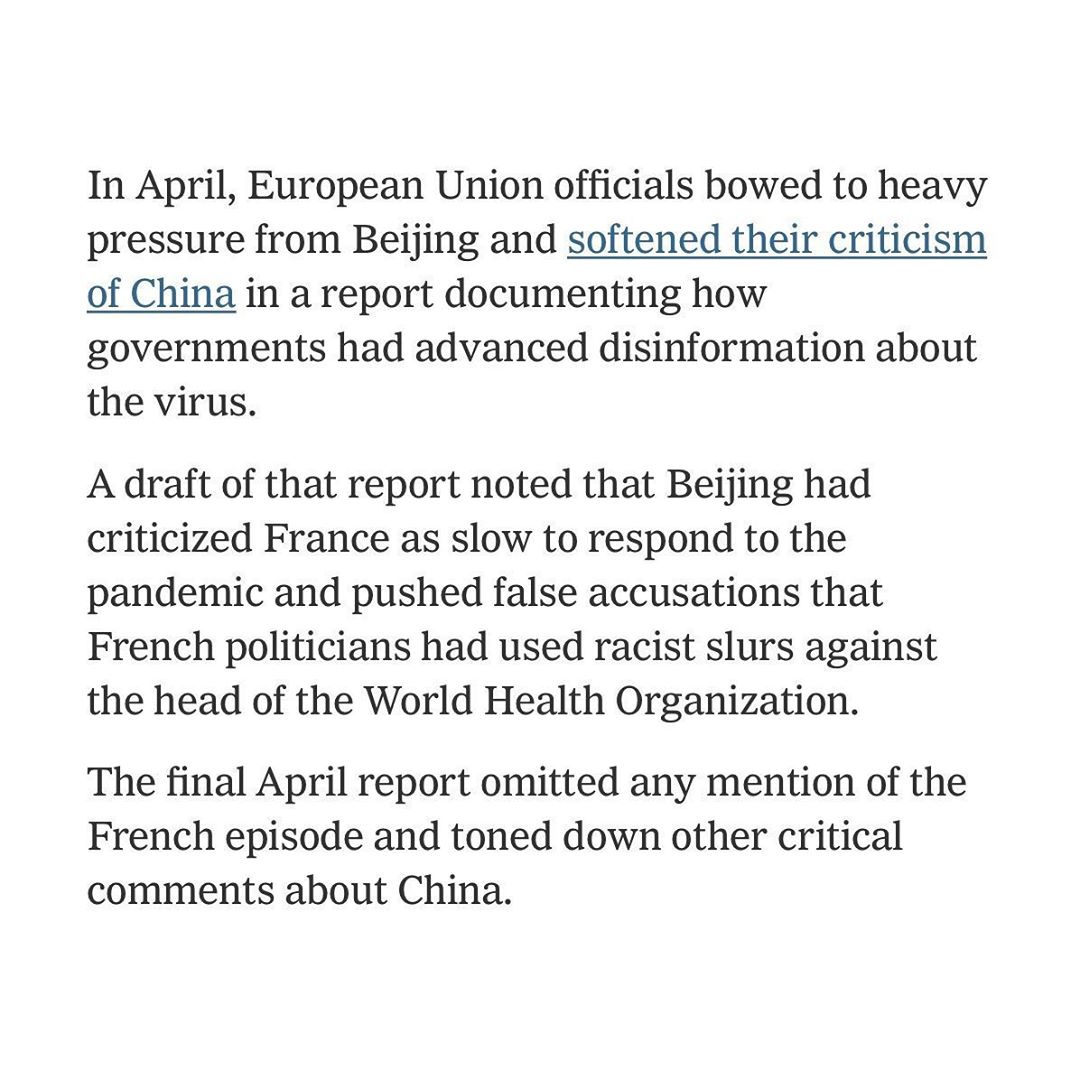 In April, European Union officials bowed to heavy
pressure from Beijing and softened their criticism
of China in a report documenting how
governments had advanced disinformation about
the virus.
A draft of that report noted that Beijing had
criticized France as slow to respond to the
pandemic and pushed false accusations that
French politicians had used racist slurs against
the head of the World Health Organization.
The final April report omitted any mention of the
French episode and toned down other critical
comments about China.